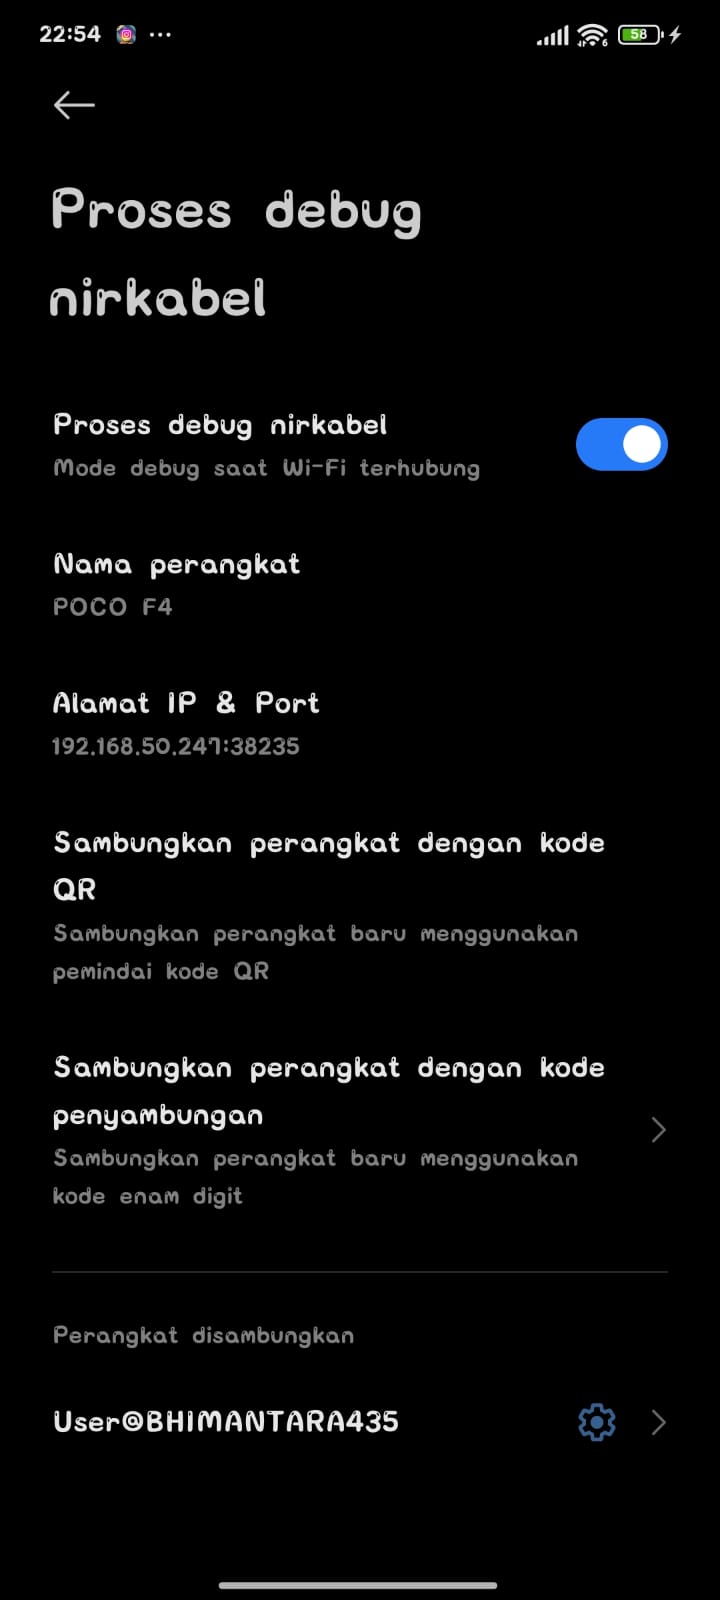 22:54
58
Proses debug
nirkabel
Proses debug nirkabel
Mode debug saat Wi-Fi terhubung
Nama perangkat
POCO F4
Alamat IP & Port
192.168.50.247:38235
Sambungkan perangkat dengan kode
QR
Sambungkan perangkat baru menggunakan
pemindai kode QR
Sambungkan perangkat dengan kode
penyambungan
Sambungkan perangkat baru menggunakan
kode enam digit
Perangkat disambungkan
User@BHIMANTARA435